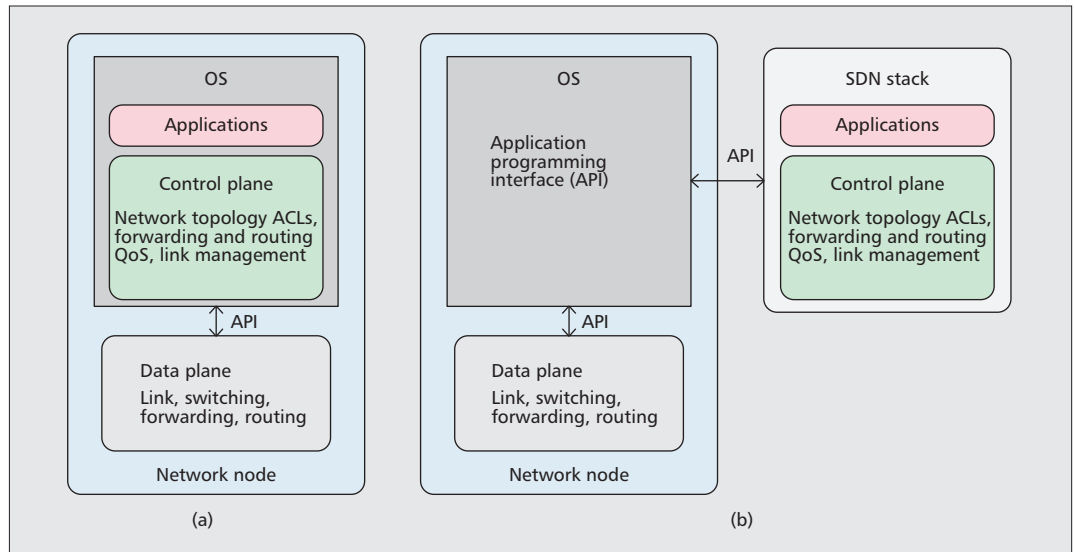 OS
Applications
Control plane
Network topology ACLs,
forwarding and routing
QoS, link management
API
Data plane
Link, switching,
forwarding, routing
Network node
(a)
OS
Application
programming
interface (API)
API
Data plane
Link, switching,
forwarding, routing
Network node
API
SDN stack
Applications
Control plane
Network topology ACLs,
forwarding and routing
QoS, link management
(b)